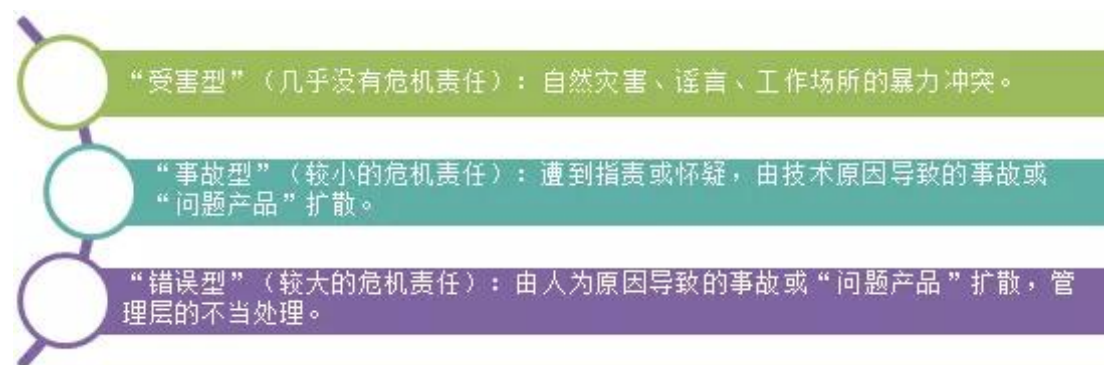 “受害型”（几乎没有危机责任）：自然灾害、谣言、工作场所的暴力冲突。
“事故型”（较小的危机责任）：遭到指责或怀疑，由技术原因导致的事故或
“问题产品”扩散。
“错误型”（较大的危机责任）：由人为原因导致的事故或“问题产品”扩散，管
理层的不当处理。